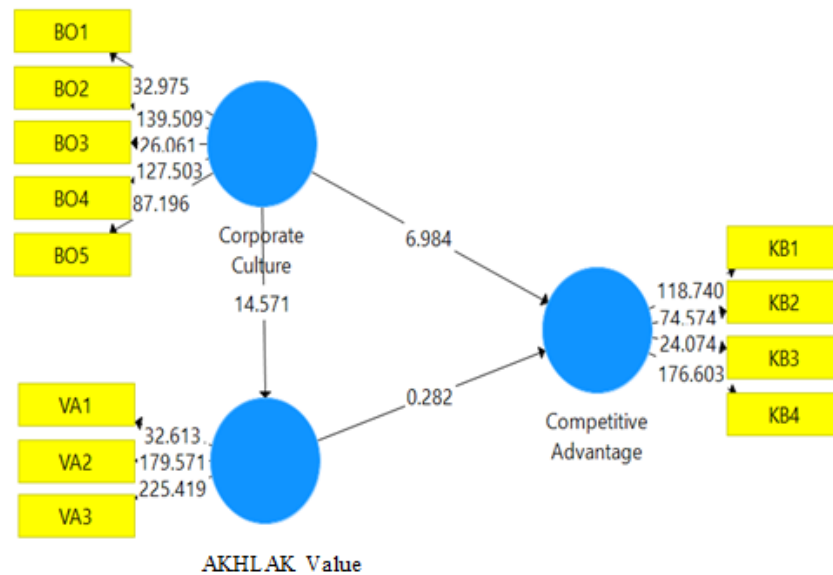 BO1
32.975
BO2
139.509
BO3
26.061
127.503
BO4
87.196
BO5
Corporate
Culture
6.984
14.571
KB1
118.740
KB2
74.574
24.074
KB3
176.603
KB4
0.282
Competitive
Advantage
VA1
32.613
VA2
179.571
225.419
VA3
AKHLAK Value